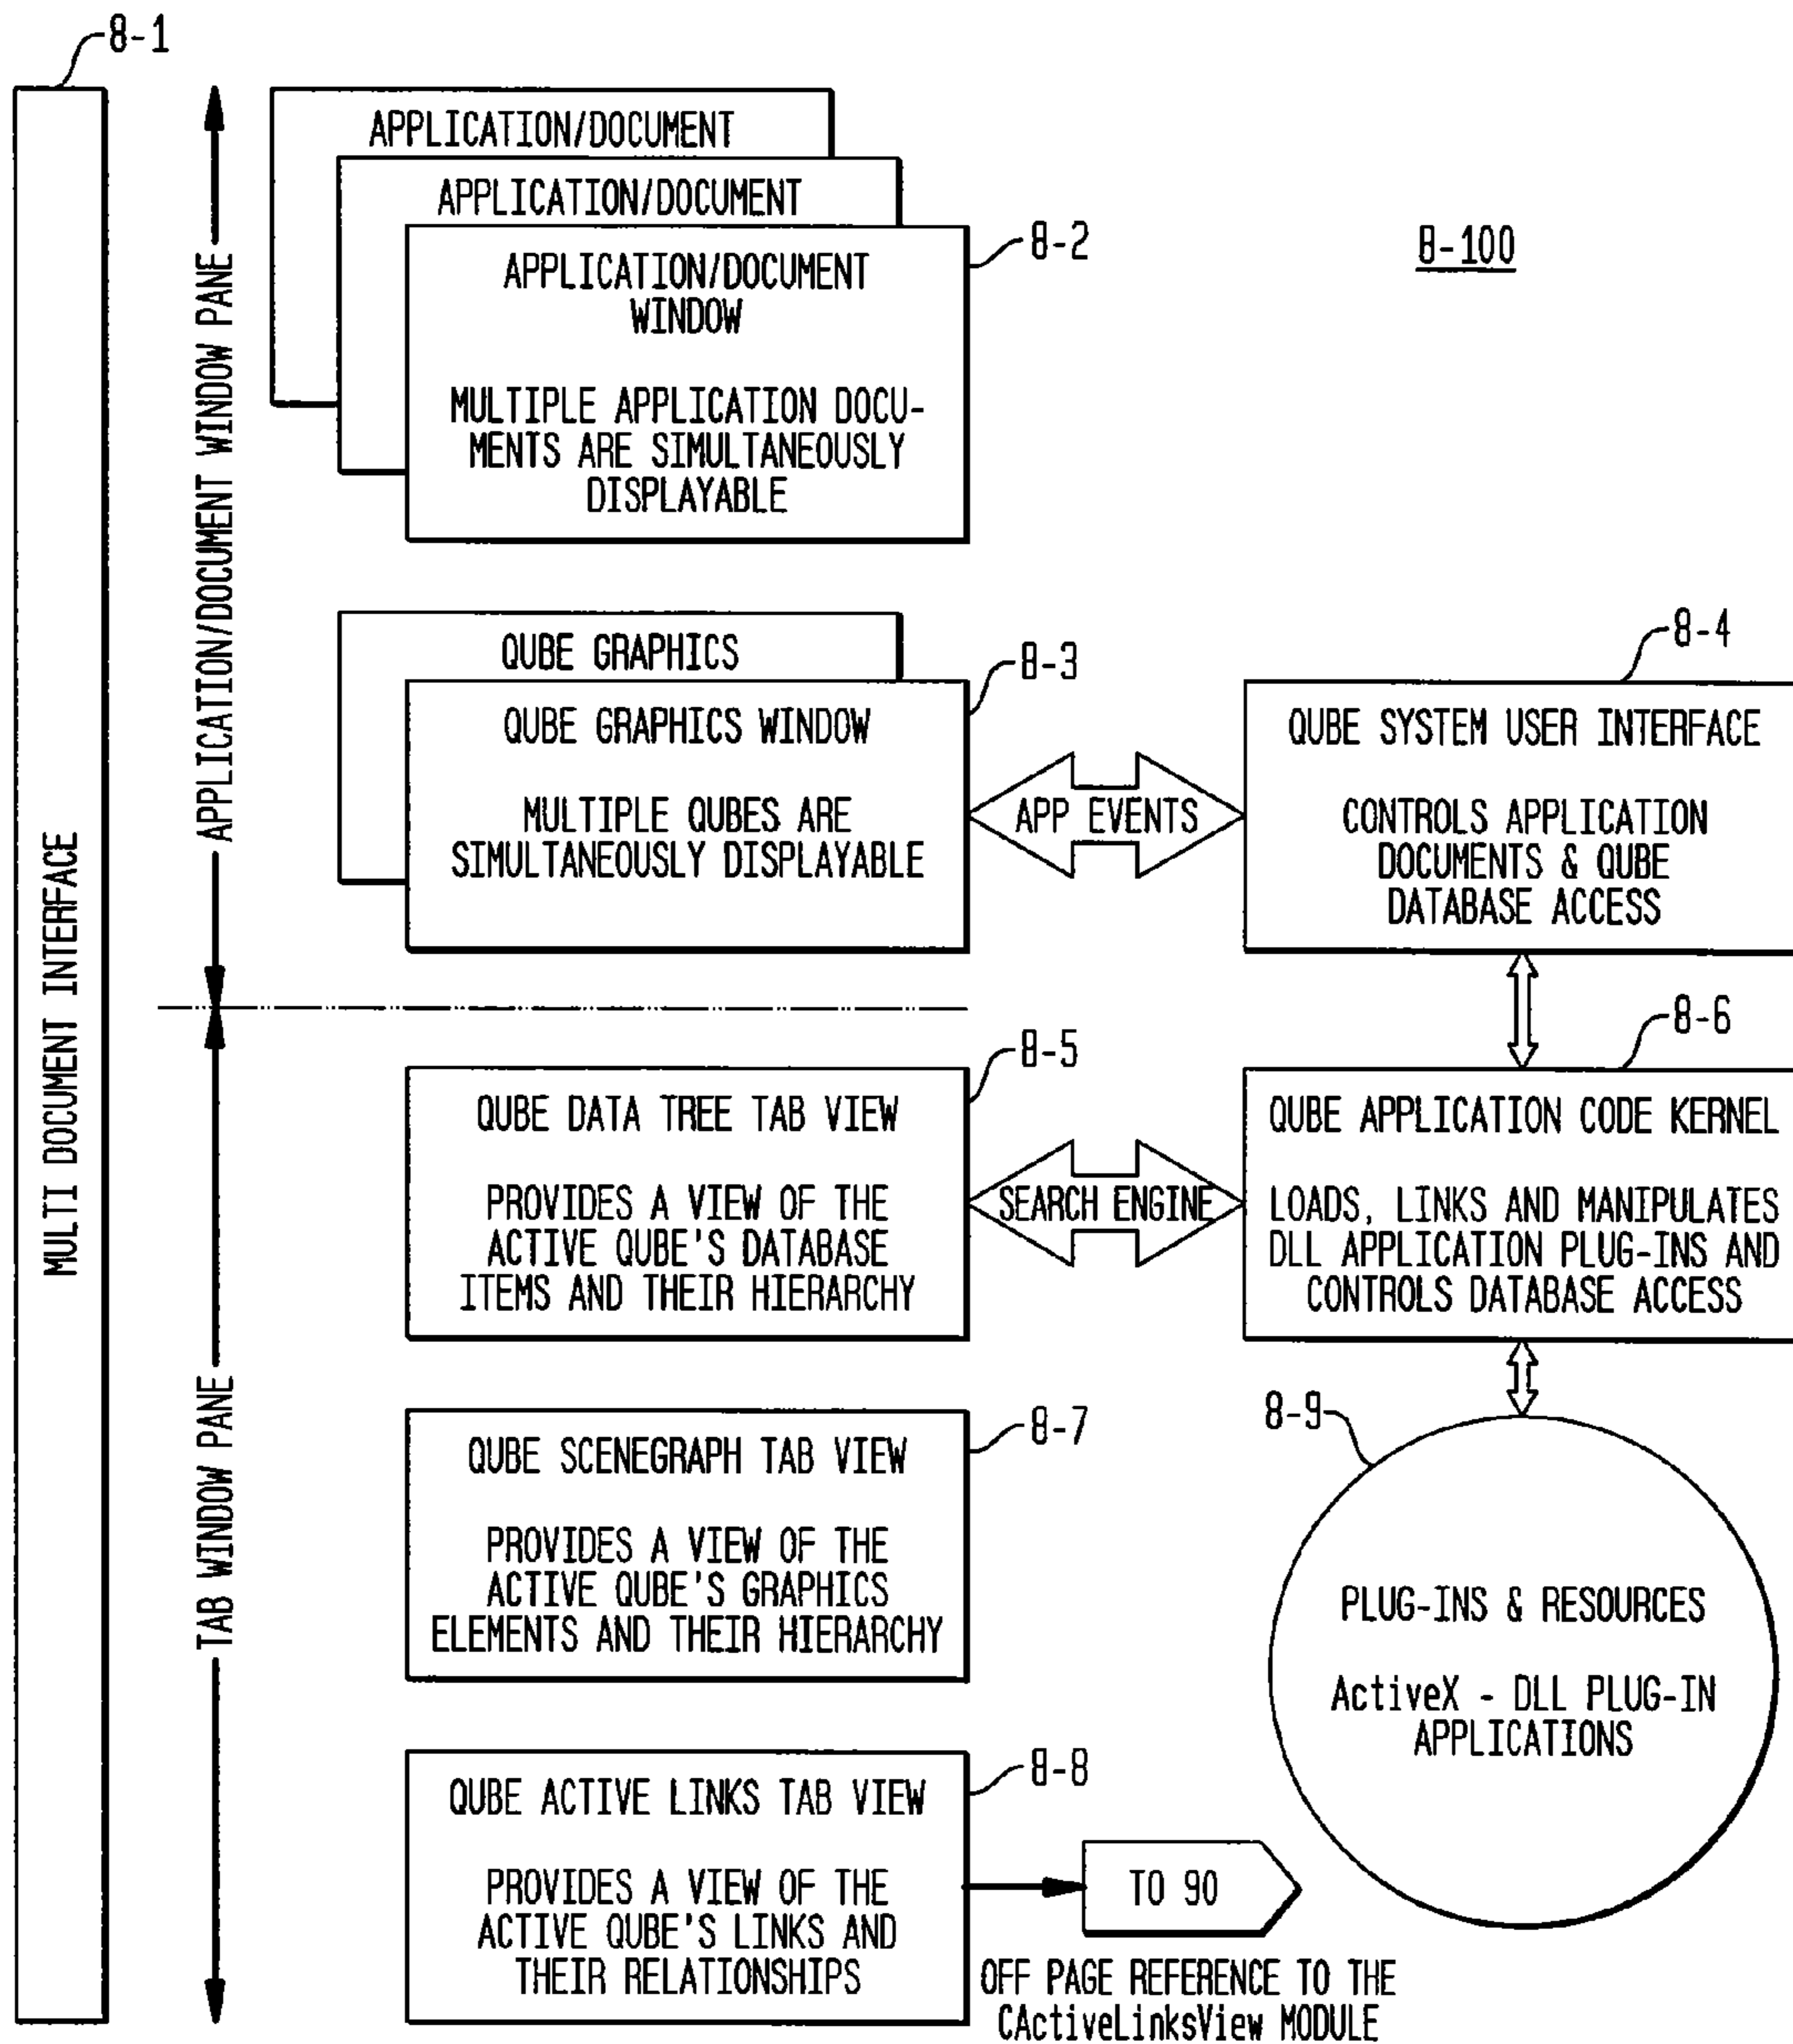 8-1
MULTI DOCUMENT INTERFACE
APPLICATION/DOCUMENT WINDOW PANE
TAB WINDOW PANE
APPLICATION/DOCUMENT
APPLICATION/DOCUMENT
8-2
APPLICATION/DOCUMENT
WINDOW
MULTIPLE APPLICATION DOCU-
MENTS ARE SIMULTANEOUSLY
DISPLAYABLE
8-100
QUBE GRAPHICS
8-3
QUBE GRAPHICS WINDOW
MULTIPLE QUBES ARE
SIMULTANEOUSLY DISPLAYABLE
APP EVENTS
8-4
QUBE SYSTEM USER INTERFACE
CONTROLS APPLICATION
DOCUMENTS & QUBE
DATABASE ACCESS
8-5
QUBE DATA TREE TAB VIEW
PROVIDES A VIEW OF THE
ACTIVE QUBE'S DATABASE
ITEMS AND THEIR HIERARCHY
SEARCH ENGINE
8-6
QUBE APPLICATION CODE KERNEL
LOADS, LINKS AND MANIPULATES
DLL APPLICATION PLUG-INS AND
CONTROLS DATABASE ACCESS
8-7
QUBE SCENEGRAPH TAB VIEW
PROVIDES A VIEW OF THE
ACTIVE QUBE'S GRAPHICS
ELEMENTS AND THEIR HIERARCHY
8-9
PLUG-INS & RESOURCES
ActiveX - DLL PLUG-IN
APPLICATIONS
8-8
QUBE ACTIVE LINKS TAB VIEW
PROVIDES A VIEW OF THE
ACTIVE QUBE'S LINKS AND
THEIR RELATIONSHIPS
TO 90
OFF PAGE REFERENCE TO THE
CActiveLinksView MODULE